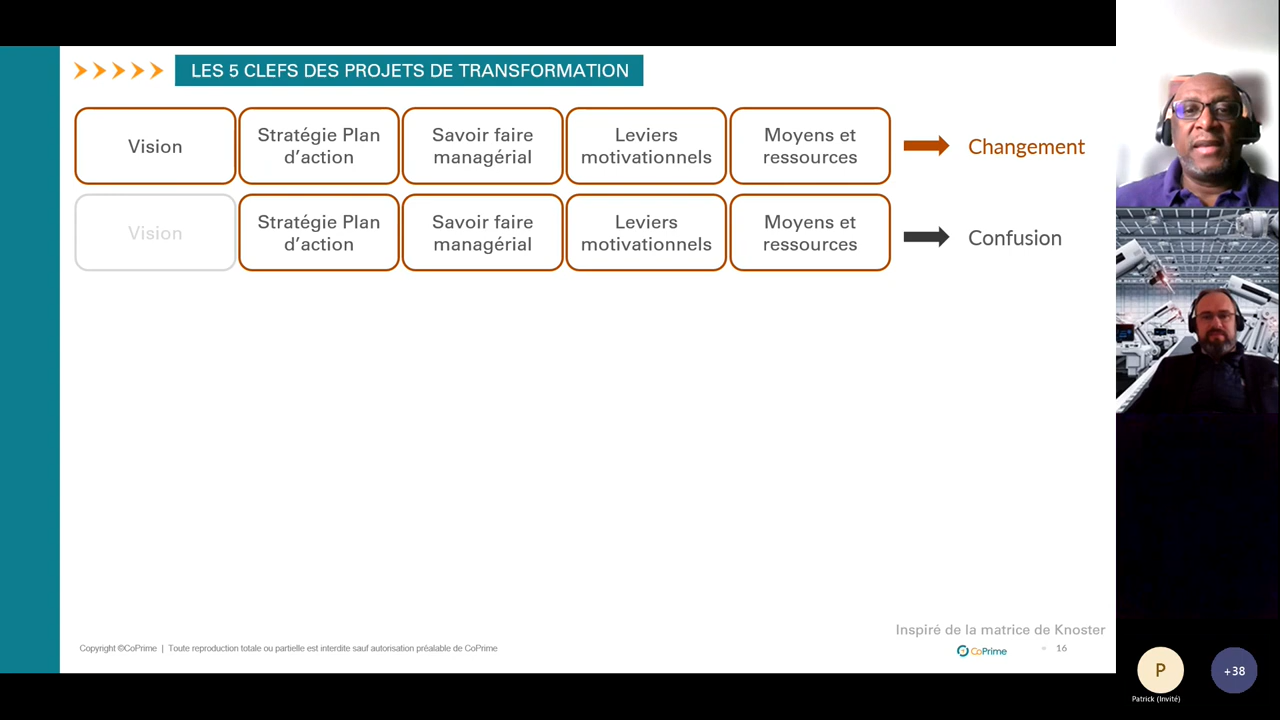 LES 5 CLEFS DES PROJETS DE TRANSFORMATION
Vision
Stratégie Plan
d'action
Savoir faire
managérial
Leviers
motivationnels
Moyens et
ressources
Changement
Vision
Stratégie Plan
d'action
Savoir faire
managérial
Leviers
motivationnels
Moyens et
ressources
Confusion
Inspiré de la matrice de Knoster
Copyright ©CoPrime | Toute reproduction totale ou partielle est interdite sauf autorisation préalable de CoPrime
CoPrime
16
P
Patrick (Invité)
+38